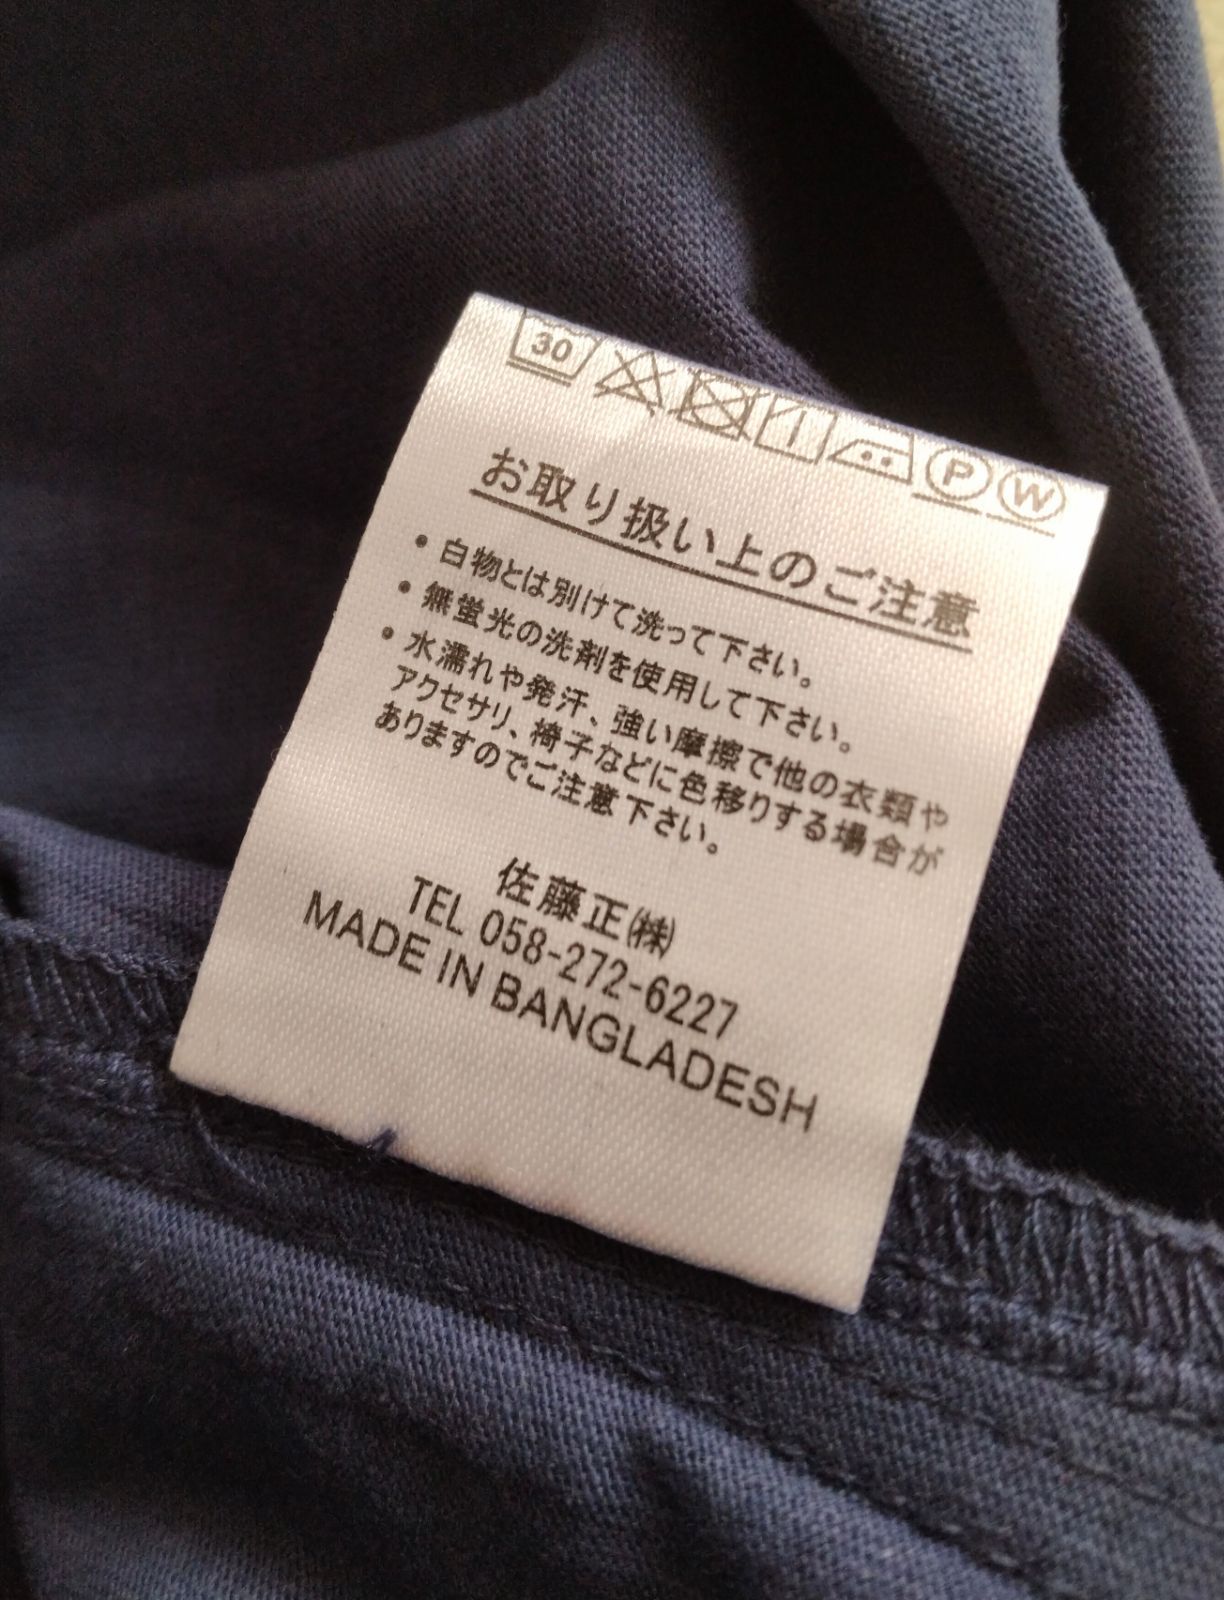 30
P W
お取り扱い上のご注意
・白物とは別けて洗って下さい。
・無蛍光の洗剤を使用して下さい。
・水濡れや発汗、強い摩擦で他の衣類や
アクセサリ、椅子などに色移りする場合が
ありますのでご注意下さい。
佐藤正㈱
TEL 058-272-6227
MADE IN BANGLADESH